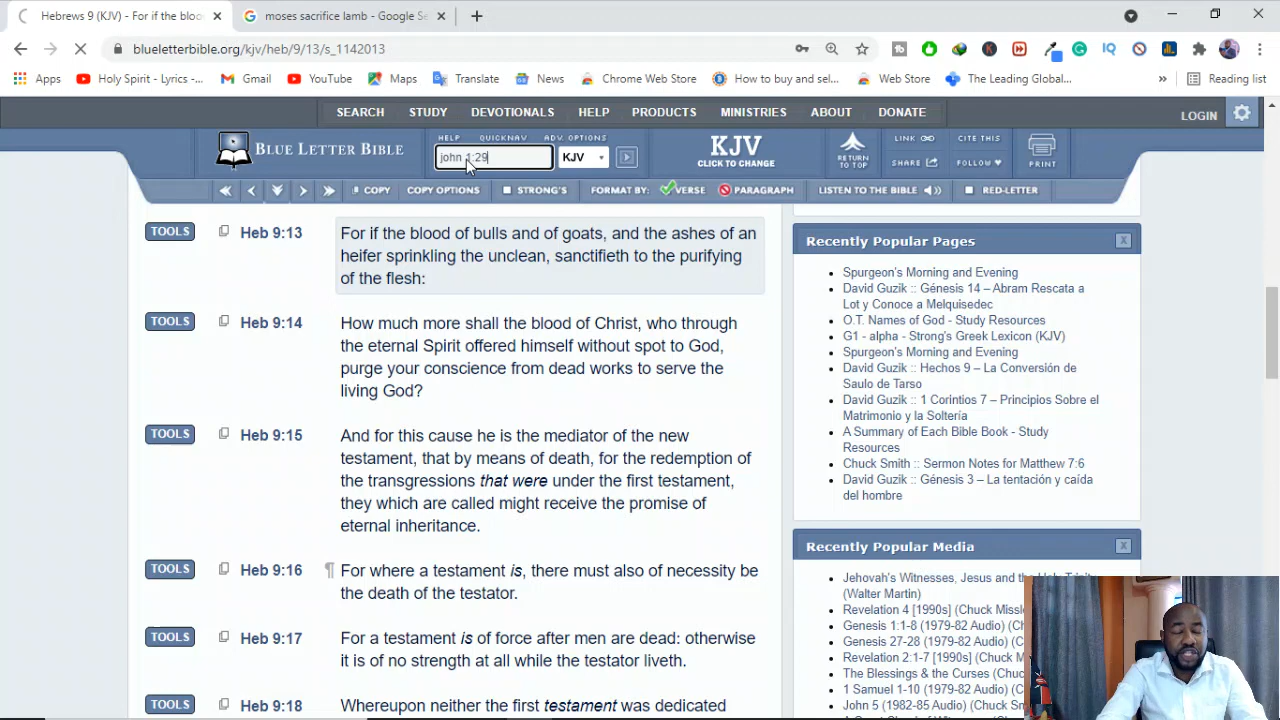 Hebrews 9 (KJV) - For if the bloo
moses sacrifice lamb - Google Se
blueletterbible.org/kjv/heb/9/13/s_1142013
Apps
Holy Spirit - Lyrics -...
Gmail
YouTube
Maps
Translate
News
Chrome Web Store
How to buy and sel...
Web Store
The Leading Global...
»
Reading list
SEARCH
STUDY
DEVOTIONALS
HELP
PRODUCTS
MINISTRIES
ABOUT
DONATE
LOGIN
BLUE LETTER BIBLE
HELP
QUICKNAV
ADV. OPTIONS
john 1:29
KJV
KJV
CLICK TO CHANGE
RETURN
TO TOP
LINK
CITE THIS
SHARE
FOLLOW
PRINT
COPY
COPY OPTIONS
STRONG'S
FORMAT BY:
VERSE
PARAGRAPH
LISTEN TO THE BIBLE
RED-LETTER
TOOLS
Heb 9:13
For if the blood of bulls and of goats, and the ashes of an
heifer sprinkling the unclean, sanctifieth to the purifying
of the flesh:
TOOLS
Heb 9:14
How much more shall the blood of Christ, who through
the eternal Spirit offered himself without spot to God,
purge your conscience from dead works to serve the
living God?
TOOLS
Heb 9:15
And for this cause he is the mediator of the new
testament, that by means of death, for the redemption of
the transgressions that were under the first testament,
they which are called might receive the promise of
eternal inheritance.
TOOLS
Heb 9:16
¶ For where a testament is, there must also of necessity be
the death of the testator.
TOOLS
Heb 9:17
For a testament is of force after men are dead: otherwise
it is of no strength at all while the testator liveth.
TOOLS
Heb 9:18
Whereupon neither the first testament was dedicated
Recently Popular Pages
Spurgeon's Morning and Evening
David Guzik :: Génesis 14 – Abram Rescata a
Lot y Conoce a Melquisedec
O.T. Names of God - Study Resources
G1 - alpha - Strong's Greek Lexicon (KJV)
Spurgeon's Morning and Evening
David Guzik :: Hechos 9 – La Conversión de
Saulo de Tarso
David Guzik :: 1 Corintios 7 – Principios Sobre el
Matrimonio y la Soltería
A Summary of Each Bible Book - Study
Resources
Chuck Smith :: Sermon Notes for Matthew 7:6
David Guzik :: Génesis 3 – La tentación y caída
del hombre
Recently Popular Media
Jehovah's Witnesses, Jesus and the Holy Trinity
(Walter Martin)
Revelation 4 [1990s] (Chuck Missl
Genesis 1:1-8 (1979-82 Audio) (Ch
Genesis 27-28 (1979-82 Audio) (C
Revelation 2:1-7 [1990s] (Chuck M
The Blessings & the Curses (Chuck
1 Samuel 1-10 (1979-82 Audio) (C
John 5 (1982-85 Audio) (Chuck Sm